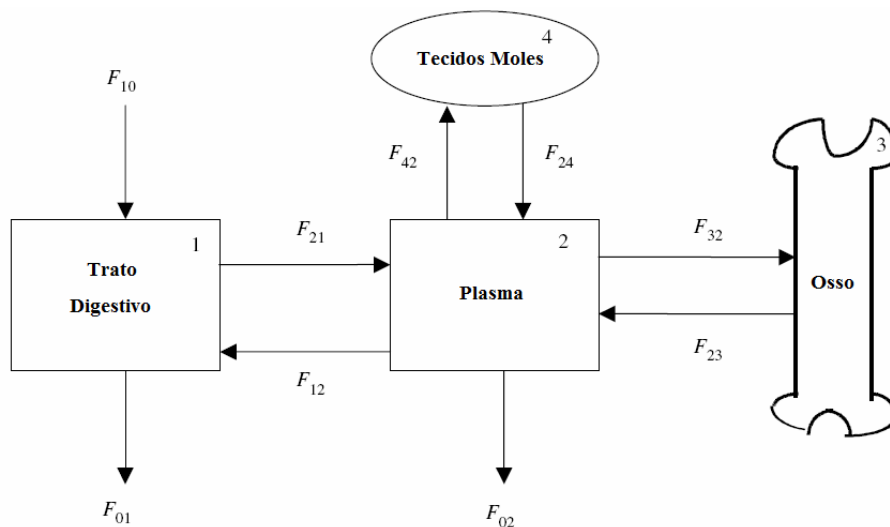 4
Tecidos Moles
F10
F42
F24
3
1
F21
2
F32
Trato
Digestivo
Plasma
Osso
F12
F23
F01
F02